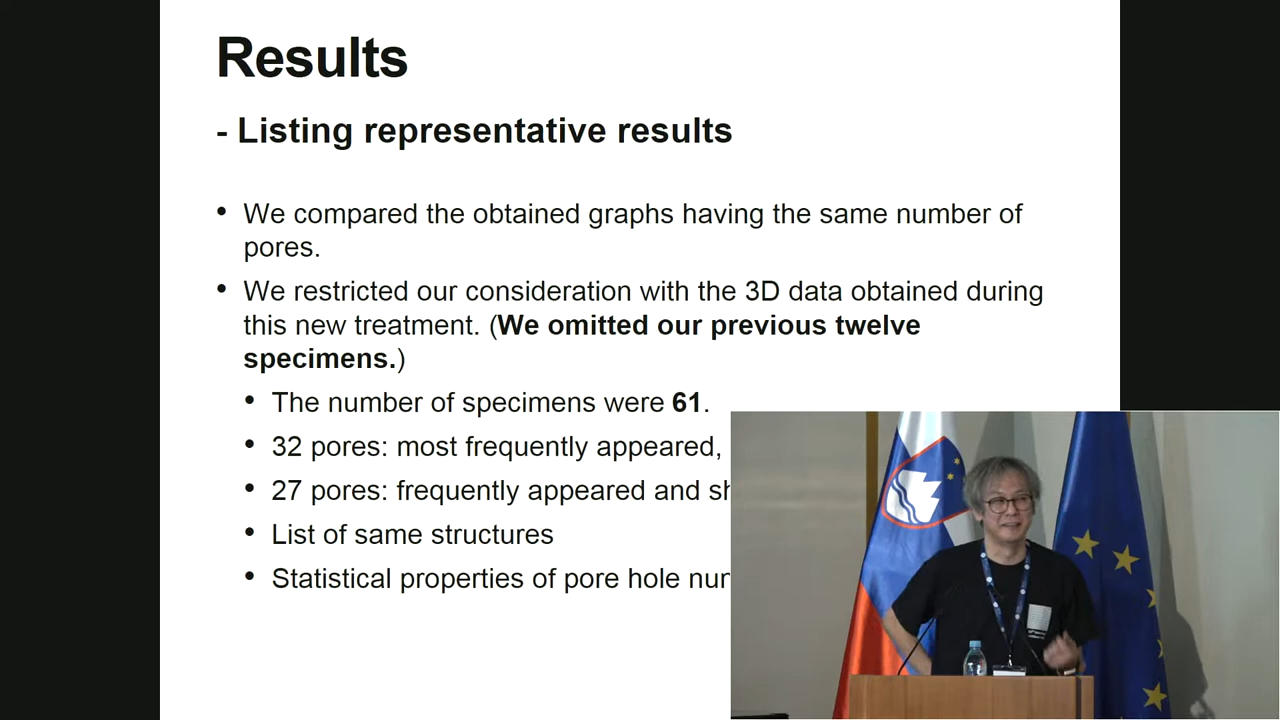 Results
- Listing representative results
• We compared the obtained graphs having the same number of
pores.
• We restricted our consideration with the 3D data obtained during
this new treatment. (We omitted our previous twelve
specimens.)
• The number of specimens were 61.
• 32 pores: most frequently appeared,
• 27 pores: frequently appeared and
• List of same structures
• Statistical properties of pore hole